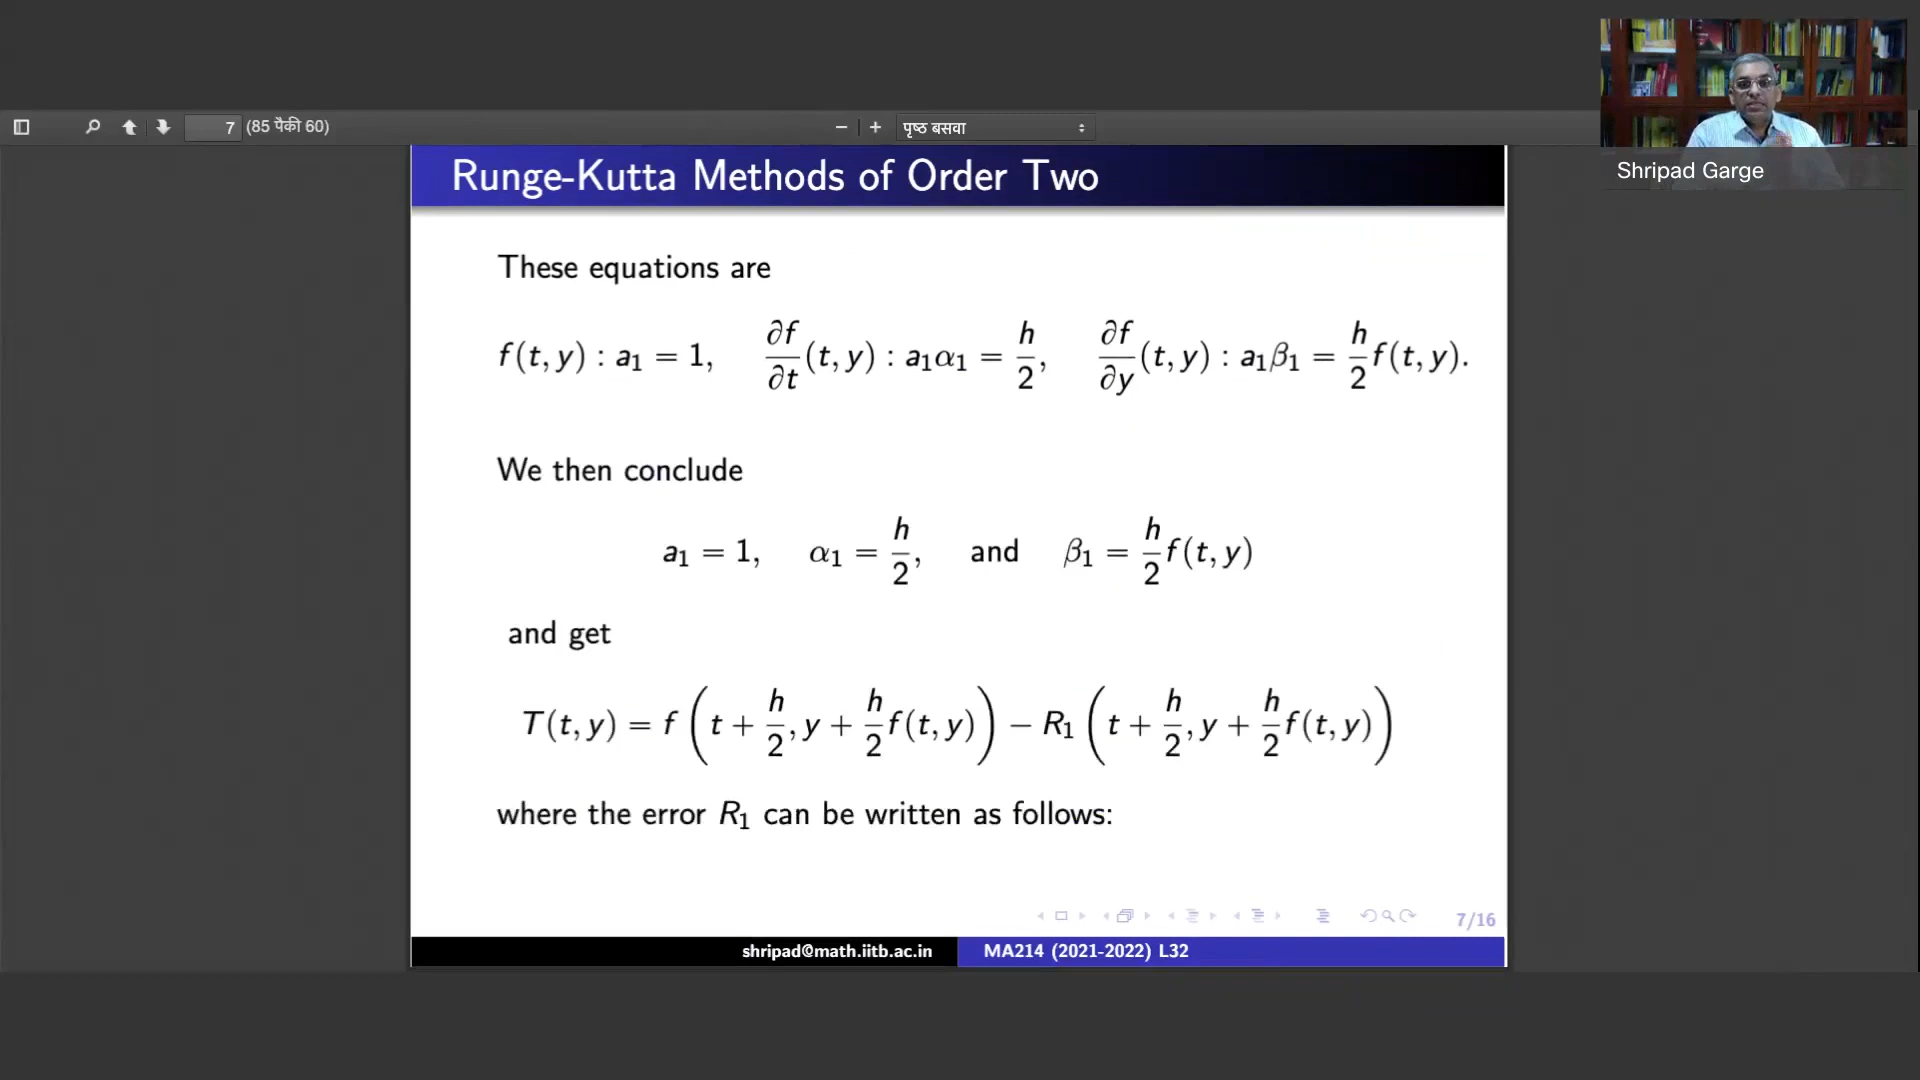 7 (85 पैकी 60)
पृष्ठ बसवा
Shripad Garge
Runge-Kutta Methods of Order Two
These equations are
f(t, y) : a₁ = 1, ∂f/∂t (t, y) : a₁α₁ = h/2, ∂f/∂y (t, y) : a₁β₁ = h/2 f(t, y).
We then conclude
a₁ = 1, α₁ = h/2, and β₁ = h/2 f(t, y)
and get
T(t, y) = f (t + h/2, y + h/2 f(t, y)) − R₁ (t + h/2, y + h/2 f(t, y))
where the error R₁ can be written as follows:
7/16
shripad@math.iitb.ac.in MA214 (2021-2022) L32